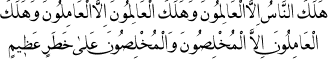 هَلَكَ النَّاسُ اِلَّا الْعَالِمُونَ وَهَلَكَ الْعَالِمُونَ اِلَّا الْعَامِلُونَ وَهَلَكَ
الْعَامِلُونَ اِلَّا الْمُخْلِصُونَ وَالْمُخْلِصُونَ عَلٰى خَطَرٍ عَظِيمٍ